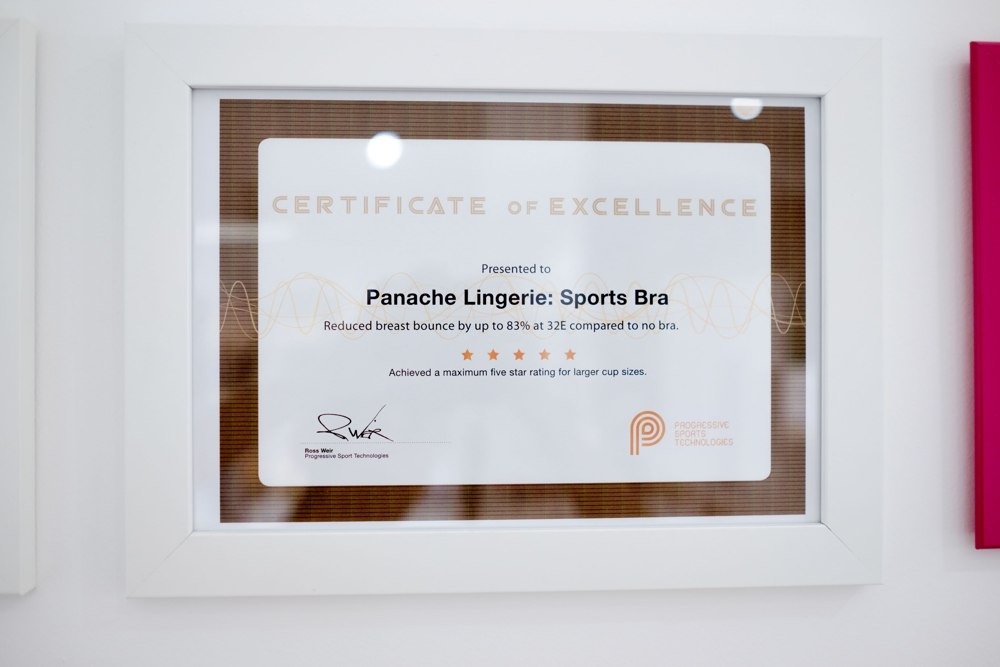 CERTIFICATE OF EXCELLENCE
Presented to
Panache Lingerie: Sports Bra
Reduced breast bounce by up to 83% at 32E compared to no bra.
Achieved a maximum five star rating for larger cup sizes.
RWeir
Ross Weir
Progressive Sport Technologies
PROGRESSIVE
SPORTS
TECHNOLOGIES